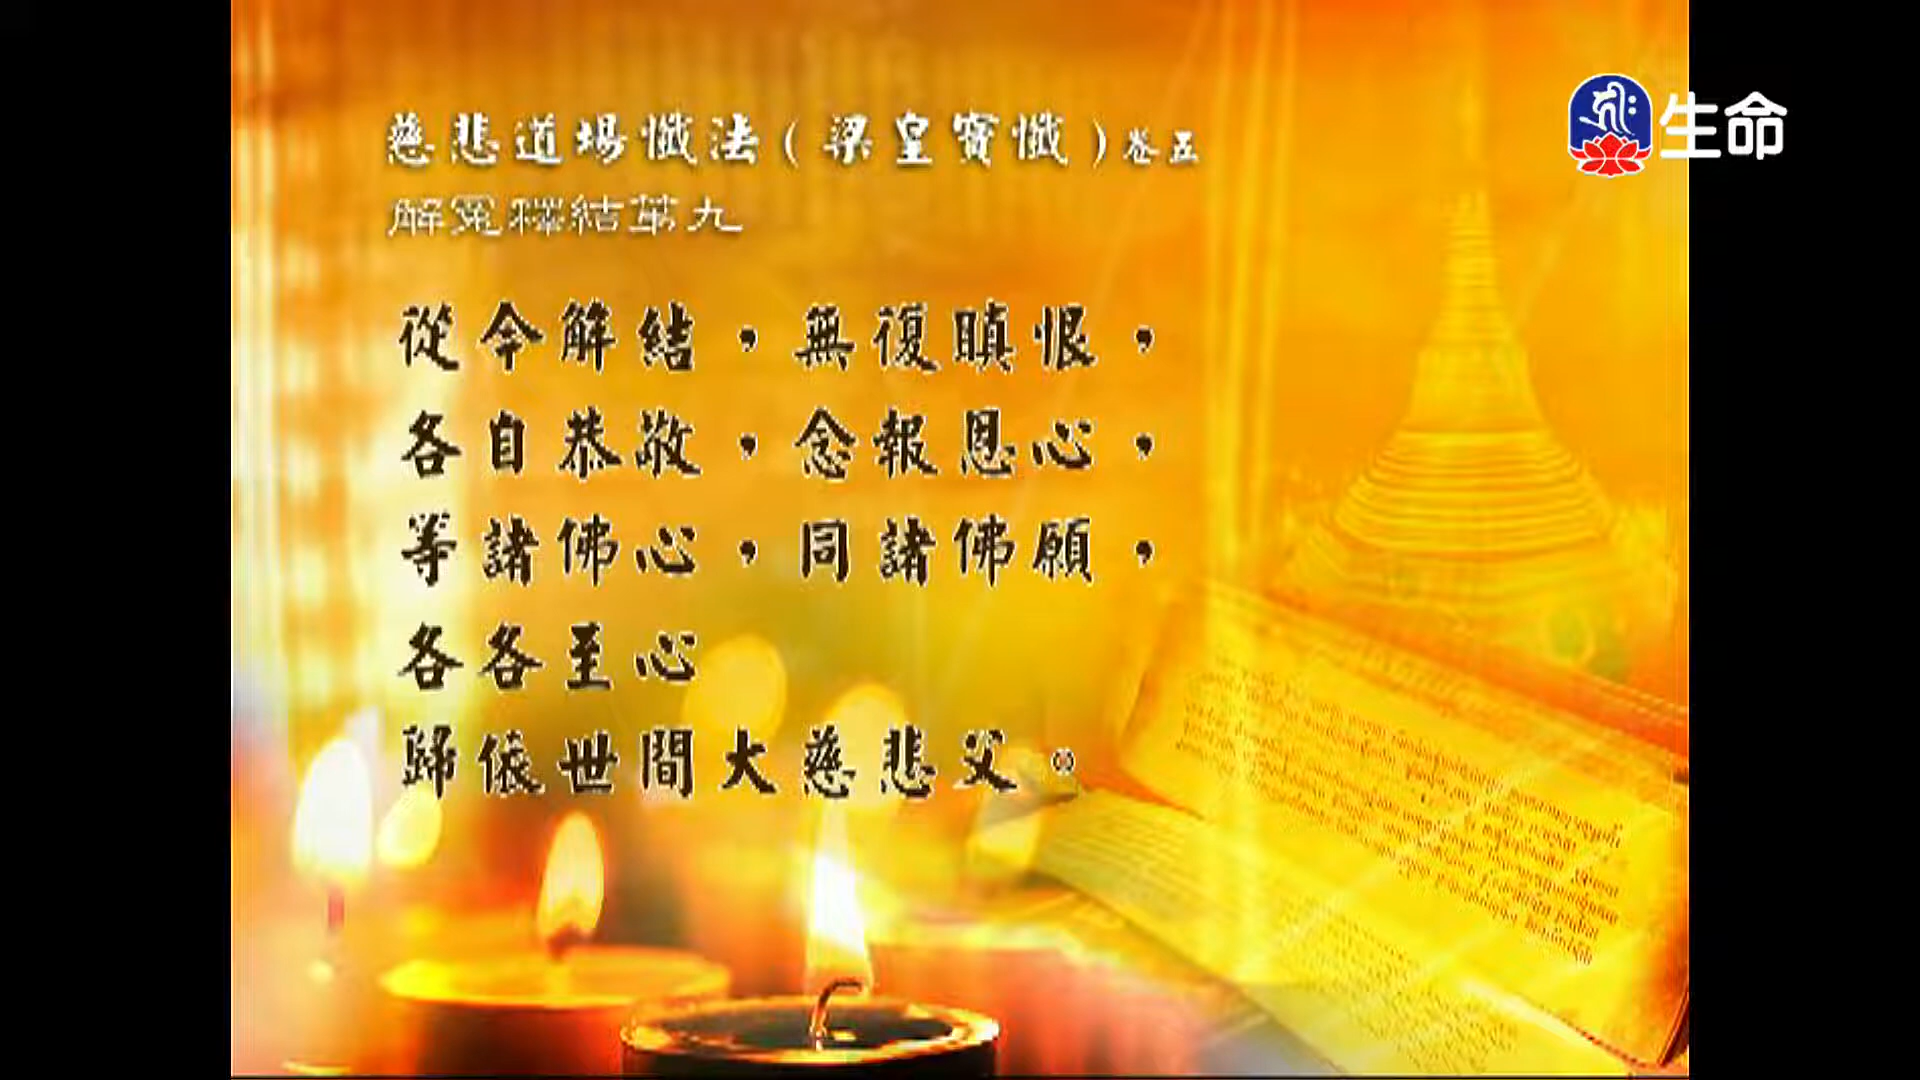 慈悲道場懺法(梁皇寶懺)卷五
解冤釋結第九
生命
從今解結，無復瞋恨，
各自恭敬，念報恩心，
等諸佛心，同諸佛願，
各各至心
歸依世間大慈悲父。